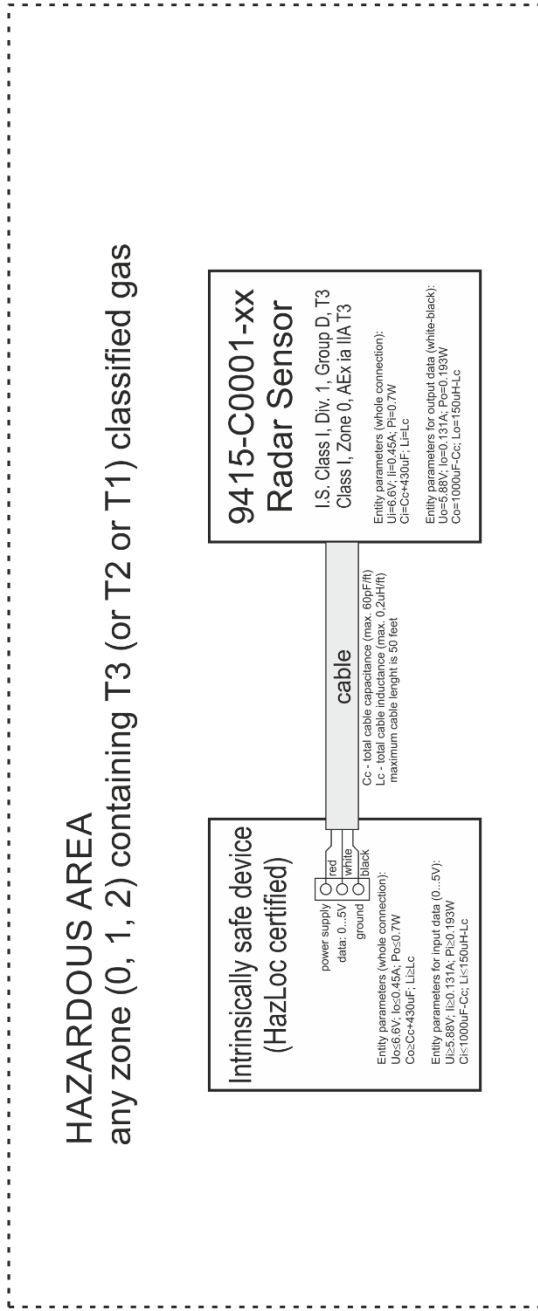 HAZARDOUS AREA
any zone (0, 1, 2) containing T3 (or T2 or T1) classified gas
Intrinsically safe device
(HazLoc certified)
power supply
data: 0...5V
ground
red
white
black
Entity parameters (whole connection):
Uo≤6.6V; Io≤0.45A; Po≤0.7W
Co≥Cc+430uF; Li≥Lc
Entity parameters for input data (0...5V):
Ui≥5.88V; Ii≥0.131A; Pi≥0.193W
Ci≤1000uF-Cc; Li≤150uH-Lc
cable
Cc - total cable capacitance (max. 60pF/ft)
Lc - total cable inductance (max. 0,2uH/ft)
maximum cable lenght is 50 feet
9415-C0001-xx
Radar Sensor
I.S. Class I, Div. 1, Group D, T3
Class I, Zone 0, AEx ia IIA T3
Entity parameters (whole connection):
Ui=6.6V; Ii=0.45A; Pi=0.7W
Ci=Cc+430uF; Li=Lc
Entity parameters for output data (white-black):
Uo=5.88V; Io=0.131A; Po=0.193W
Co=1000uF-Cc; Lo=150uH-Lc